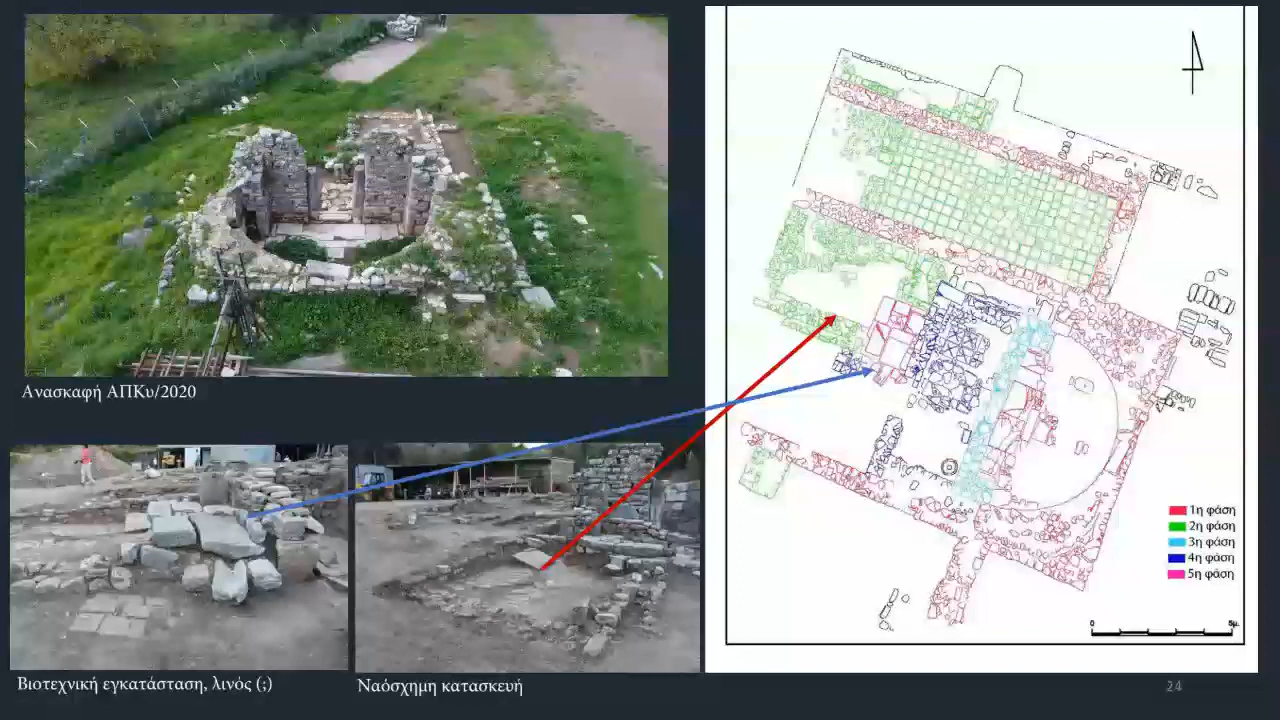 Ανασκαφή ΑΠΚυ/2020
Βιοτεχνική εγκατάσταση, λινός (;)
Ναόσχημη κατασκευή
1η φάση
2η φάση
3η φάση
4η φάση
5η φάση
0 5μ.
24